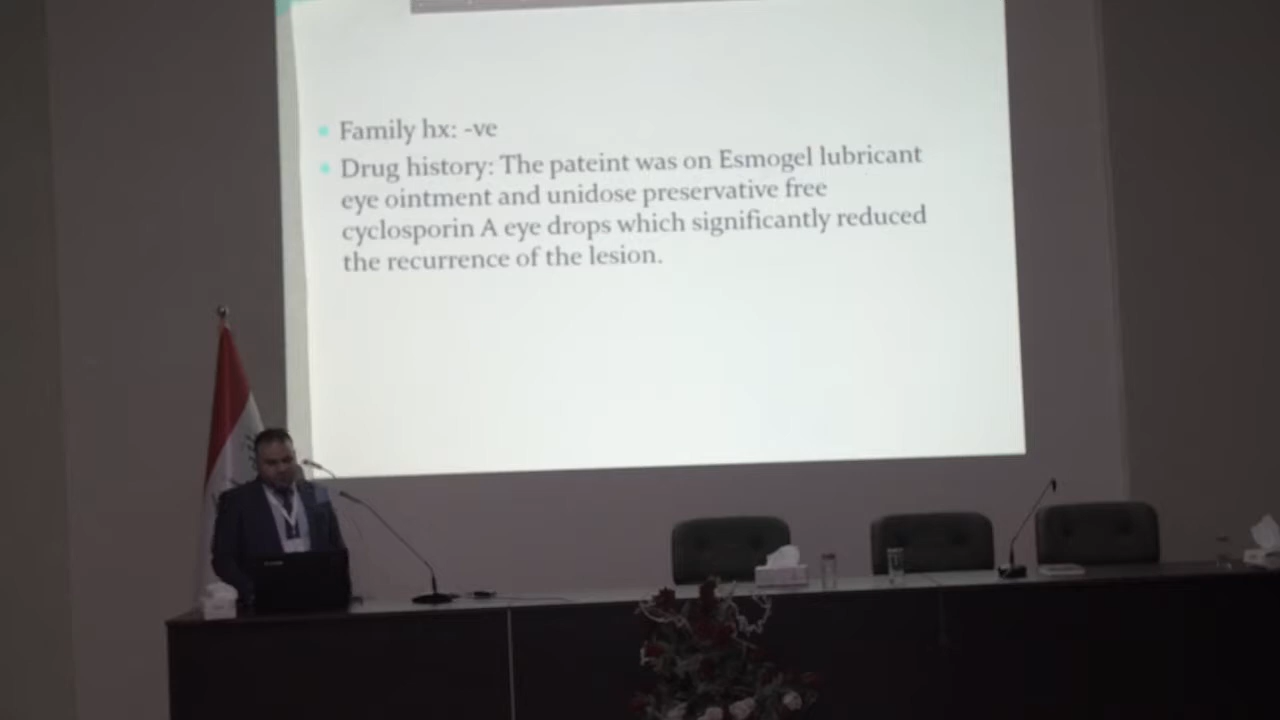 Family hx: -ve
Drug history: The pateint was on Esmogel lubricant
eye ointment and unidose preservative free
cyclosporin A eye drops which significantly reduced
the recurrence of the lesion.